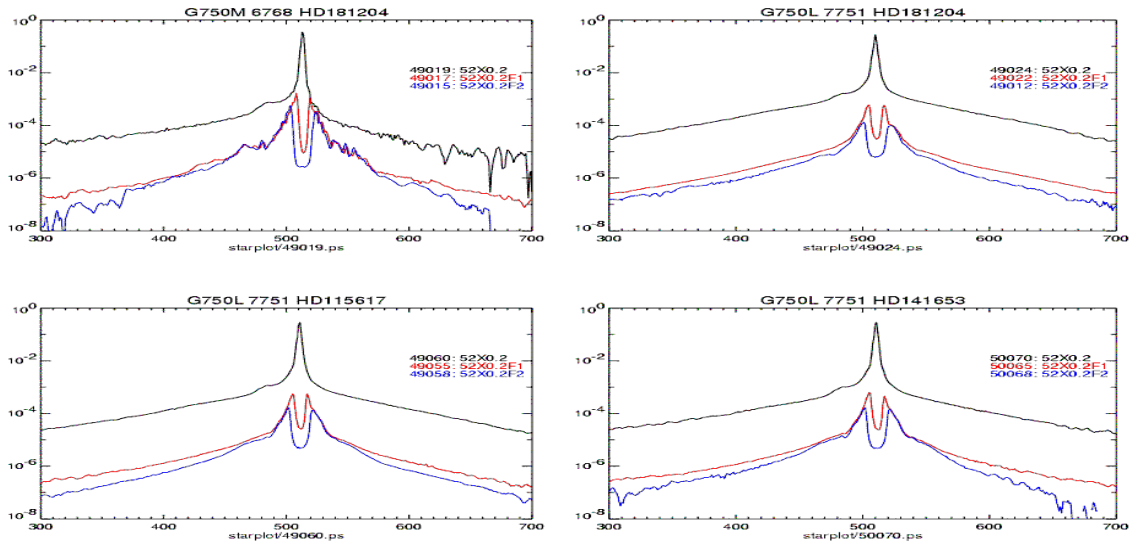 G750M 6768 HD181204
10^0
10^-2
10^-4
10^-6
10^-8
49019: 52X0.2
49017: 52X0.2F1
49015: 52X0.2F2
300 400 500 600 700
starplot/49019.ps
G750L 7751 HD181204
10^0
10^-2
10^-4
10^-6
10^-8
49024: 52X0.2
49022: 52X0.2F1
49012: 52X0.2F2
300 400 500 600 700
starplot/49024.ps
G750L 7751 HD115617
10^0
10^-2
10^-4
10^-6
10^-8
49060: 52X0.2
49055: 52X0.2F1
49058: 52X0.2F2
300 400 500 600 700
starplot/49060.ps
G750L 7751 HD141653
10^0
10^-2
10^-4
10^-6
10^-8
50070: 52X0.2
50065: 52X0.2F1
50068: 52X0.2F2
300 400 500 600 700
starplot/50070.ps